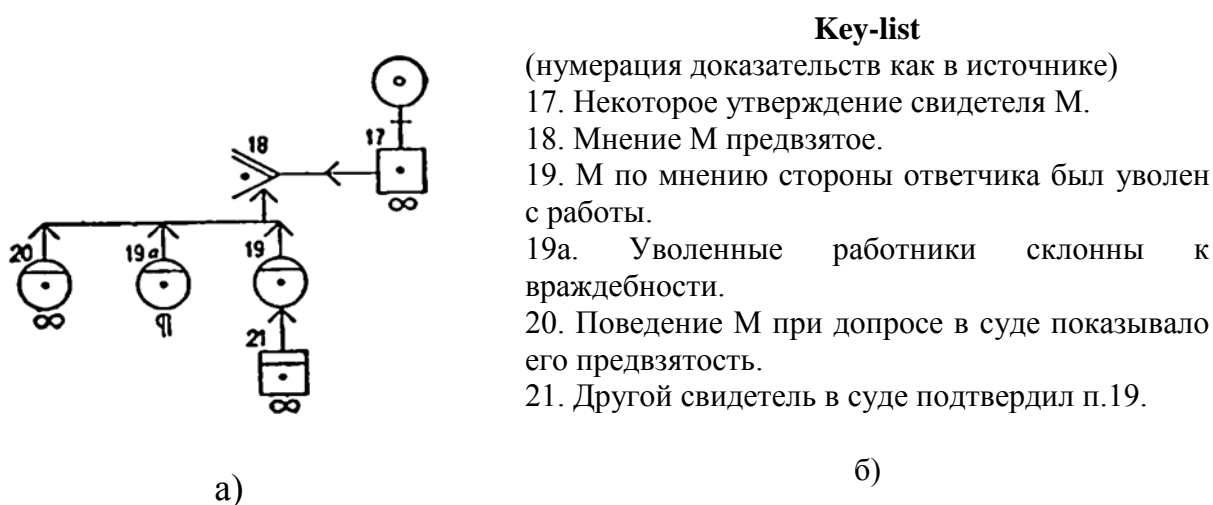 Key-list
(нумерация доказательств как в источнике)
17. Некоторое утверждение свидетеля М.
18. Мнение М предвзятое.
19. М по мнению стороны ответчика был уволен
с работы.
19а. Уволенные работники склонны к
враждебности.
20. Поведение М при допросе в суде показывало
его предвзятость.
21. Другой свидетель в суде подтвердил п.19.
17
18
20
19a
19
21
а)
б)